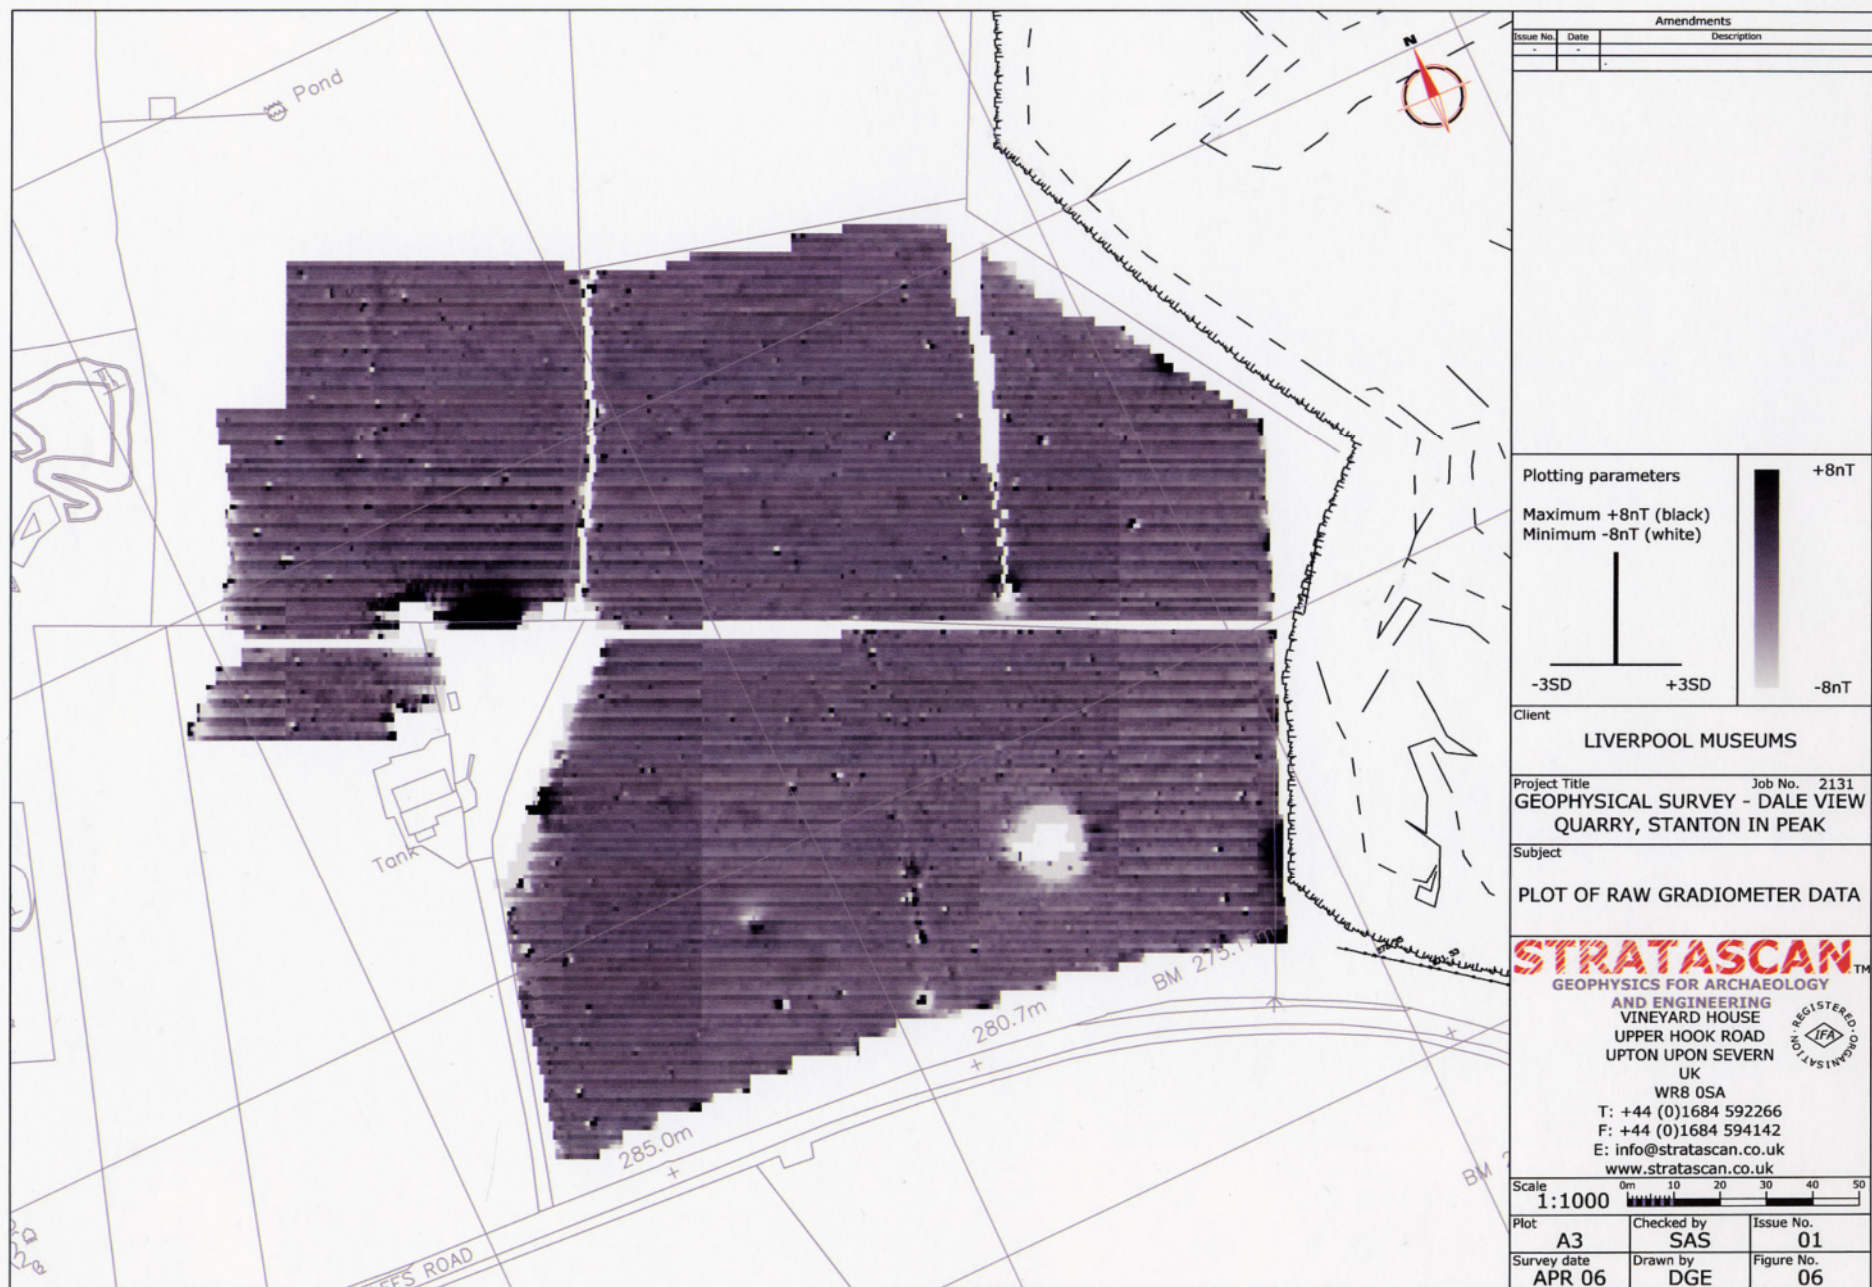 Pond
N
Tank
BM 275.17m
280.7m
285.0m
BM
ROAD
Amendments
Issue No. Date Description
- - -
Plotting parameters
Maximum +8nT (black)
Minimum -8nT (white)
-3SD +3SD
+8nT
-8nT
Client
LIVERPOOL MUSEUMS
Project Title Job No. 2131
GEOPHYSICAL SURVEY - DALE VIEW
QUARRY, STANTON IN PEAK
Subject
PLOT OF RAW GRADIOMETER DATA
STRATASCAN TM
GEOPHYSICS FOR ARCHAEOLOGY
AND ENGINEERING
VINEYARD HOUSE
UPPER HOOK ROAD
UPTON UPON SEVERN
UK
WR8 0SA
T: +44 (0)1684 592266
F: +44 (0)1684 594142
E: info@stratascan.co.uk
www.stratascan.co.uk
REGISTERED ORGANISATION
IFA
Scale
1:1000
0m 10 20 30 40 50
Plot
A3
Checked by
SAS
Issue No.
01
Survey date
APR 06
Drawn by
DGE
Figure No.
06